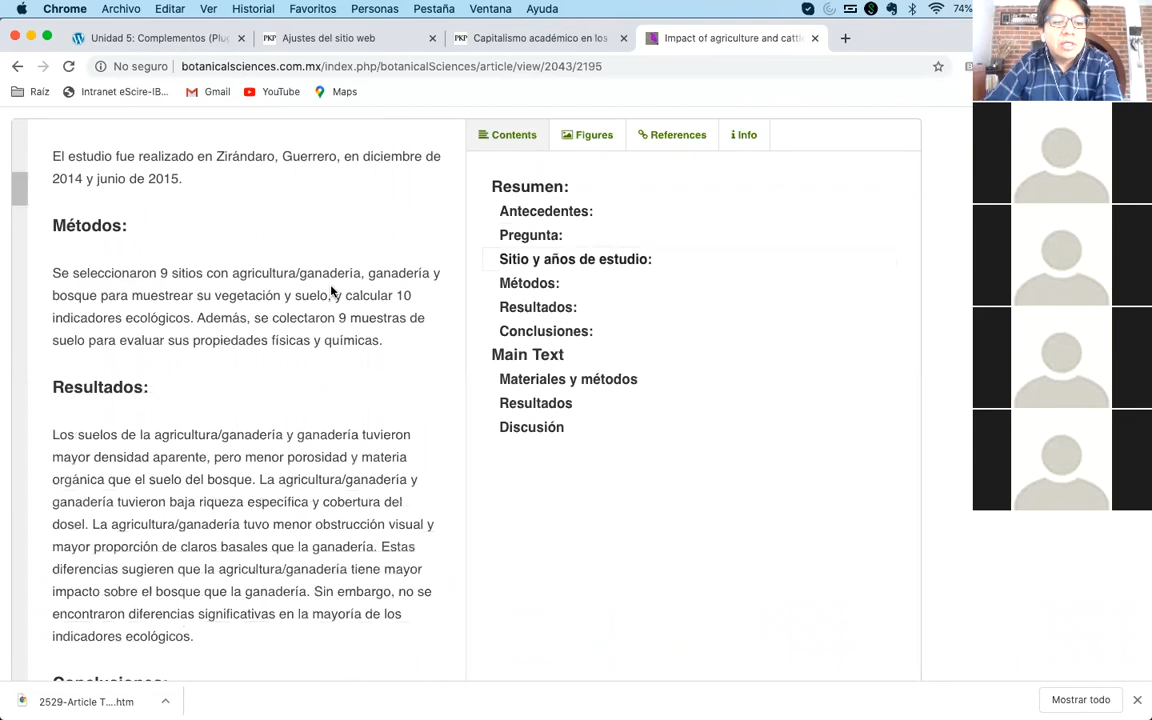 Chrome Archivo Editar Ver Historial Favoritos Personas Pestaña Ventana Ayuda 74%
Unidad 5: Complementos (Plu Ajustes del sitio web Capitalismo académico en los Impact of agriculture and cattl
No seguro botanicalsciences.com.mx/index.php/botanicalSciences/article/view/2043/2195
Raíz Intranet eScire-IB... Gmail YouTube Maps
Contents Figures References Info
El estudio fue realizado en Zirándaro, Guerrero, en diciembre de
2014 y junio de 2015.
Métodos:
Se seleccionaron 9 sitios con agricultura/ganadería, ganadería y
bosque para muestrear su vegetación y suelo, y calcular 10
indicadores ecológicos. Además, se colectaron 9 muestras de
suelo para evaluar sus propiedades físicas y químicas.
Resultados:
Los suelos de la agricultura/ganadería y ganadería tuvieron
mayor densidad aparente, pero menor porosidad y materia
orgánica que el suelo del bosque. La agricultura/ganadería y
ganadería tuvieron baja riqueza específica y cobertura del
dosel. La agricultura/ganadería tuvo menor obstrucción visual y
mayor proporción de claros basales que la ganadería. Estas
diferencias sugieren que la agricultura/ganadería tiene mayor
impacto sobre el bosque que la ganadería. Sin embargo, no se
encontraron diferencias significativas en la mayoría de los
indicadores ecológicos.
Conclusiones:
Resumen:
Antecedentes:
Pregunta:
Sitio y años de estudio:
Métodos:
Resultados:
Conclusiones:
Main Text
Materiales y métodos
Resultados
Discusión
2529-Article T....htm
Mostrar todo